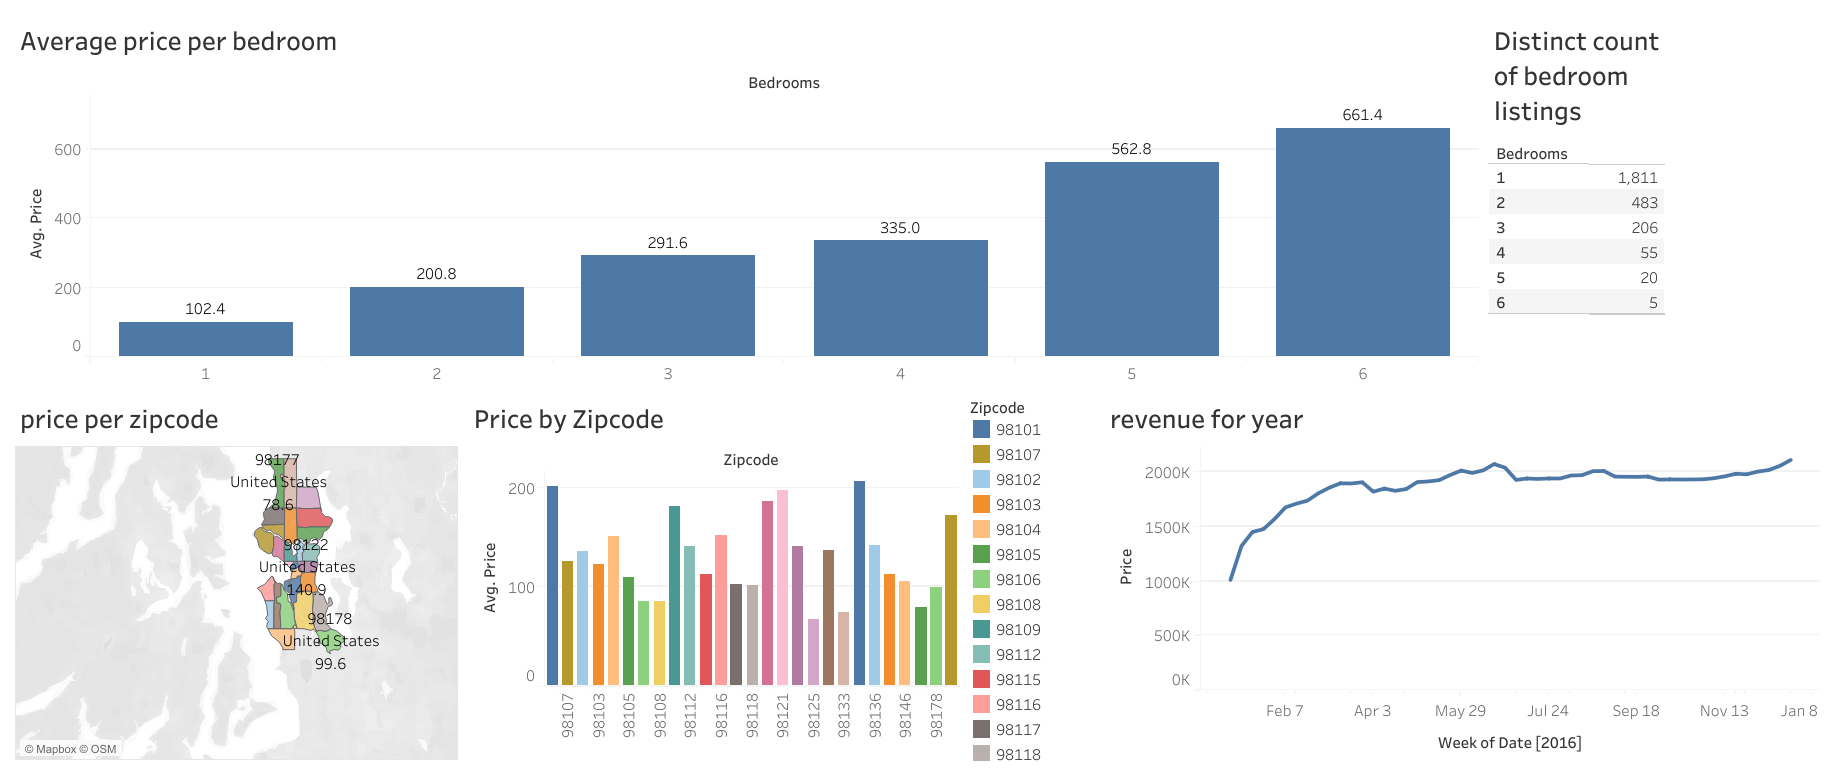 Average price per bedroom
Bedrooms
Avg. Price
600
400
200
0
102.4
200.8
291.6
335.0
562.8
661.4
1
2
3
4
5
6
Distinct count
of bedroom
listings
Bedrooms
1 1,811
2 483
3 206
4 55
5 20
6 5
price per zipcode
98177
United States
78.6
98122
United States
140.9
98178
United States
99.6
© Mapbox © OSM
Price by Zipcode
Zipcode
Avg. Price
200
100
0
98107
98103
98105
98108
98112
98116
98118
98121
98125
98133
98136
98146
98178
Zipcode
98101
98107
98102
98103
98104
98105
98106
98108
98109
98112
98115
98116
98117
98118
revenue for year
Price
2000K
1500K
1000K
500K
0K
Feb 7
Apr 3
May 29
Jul 24
Sep 18
Nov 13
Jan 8
Week of Date [2016]